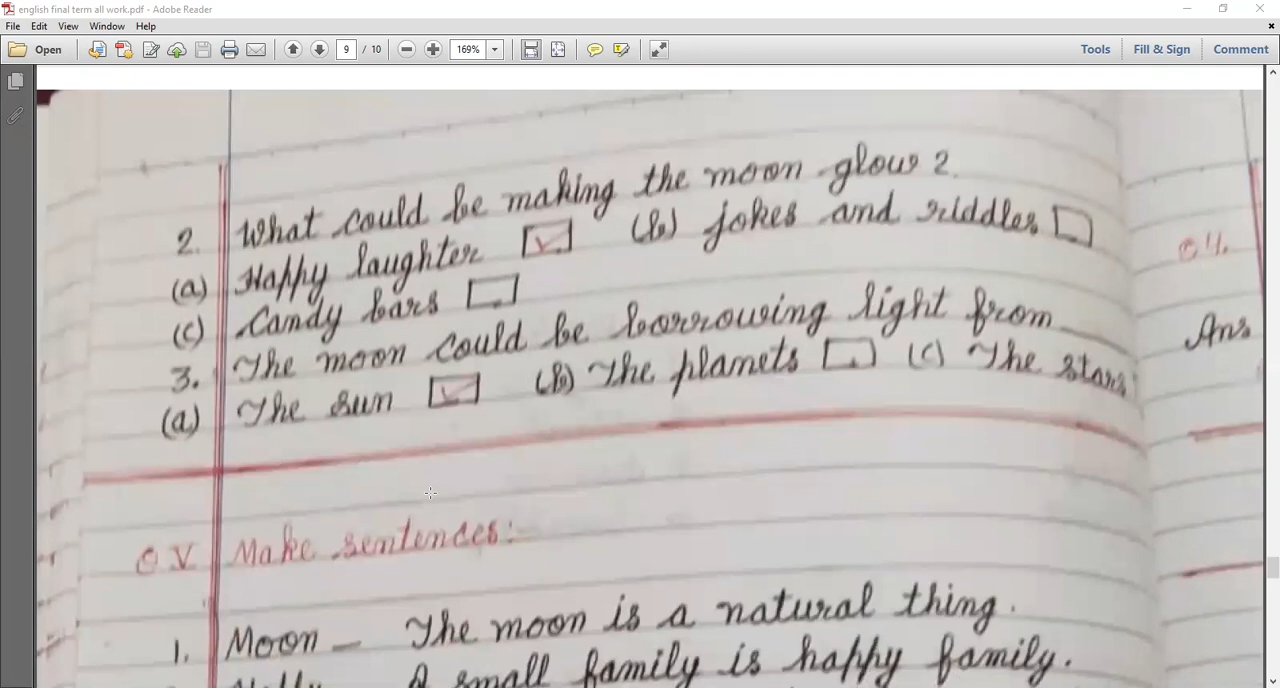 english final term all work.pdf - Adobe Reader
File Edit View Window Help
Open 9 / 10 169% Tools Fill & Sign Comment
2. What could be making the moon glow ?
(a) Happy laughter (b) jokes and riddles
(c) Candy bars
3. The moon could be borrowing light from
(a) The sun (b) The planets (c) The stars
Q 4.
Ans
Q V Make sentences:-
1. Moon - The moon is a natural thing.
A small family is happy family.